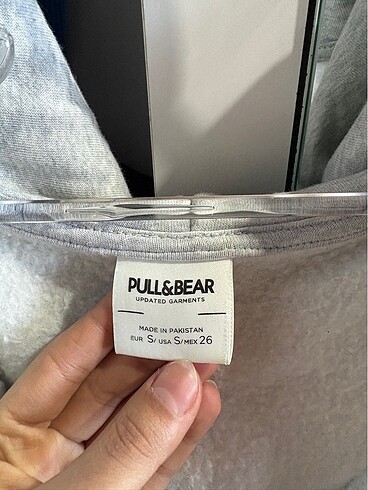 PULL&BEAR
UPDATED GARMENTS
MADE IN PAKISTAN
EUR S/ USA S/MEX 26